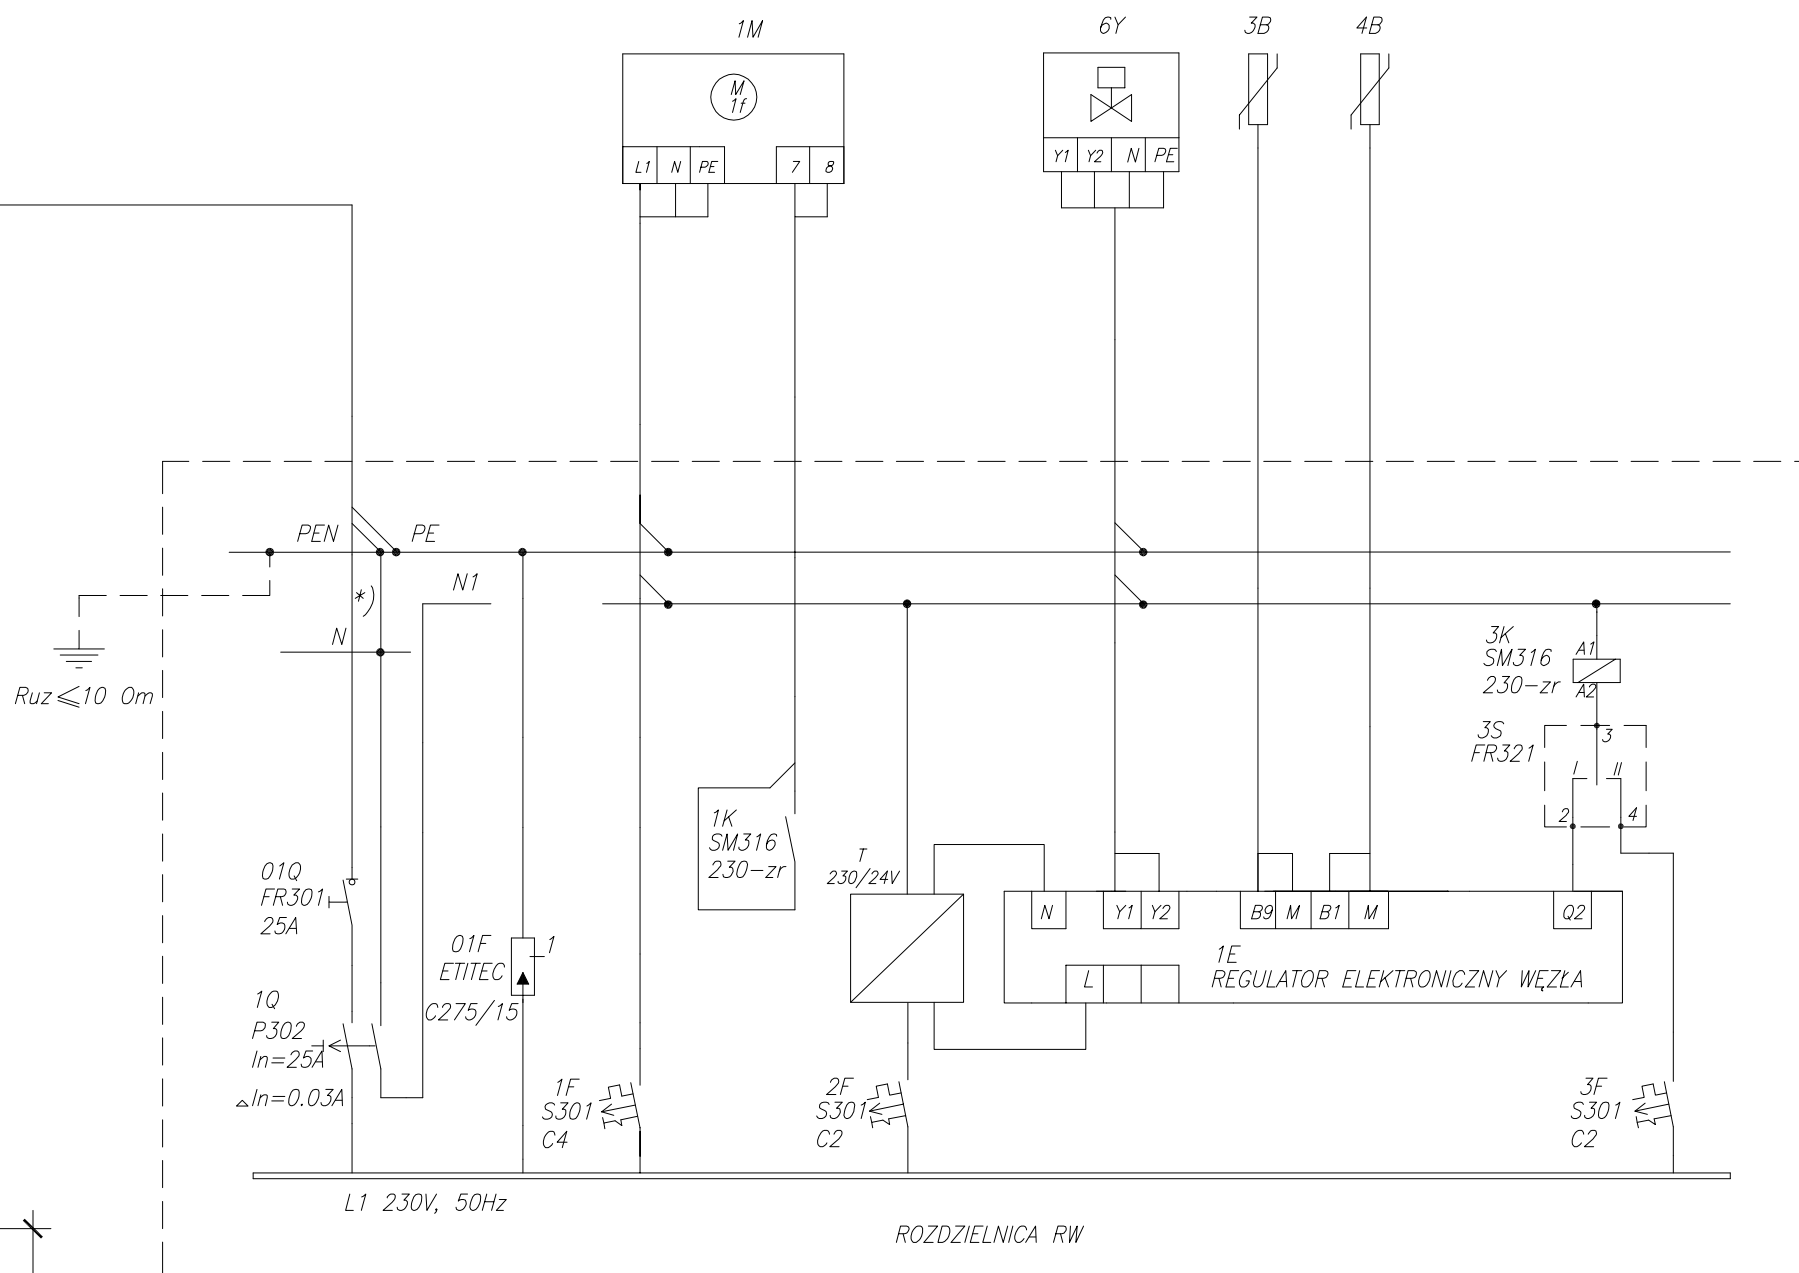 1M
6Y
3B
4B
M
1f
L1 N PE 7 8
Y1 Y2 N PE
PEN PE
N1
*)
N
Ruz ⩽10 Om
3K
SM316
230-zr
A1
A2
3S
FR321
3
I II
2 4
1K
SM316
230-zr
T
230/24V
01Q
FR301
25A
N Y1 Y2 B9 M B1 M Q2
01F
ETITEC
C275/15
1
1E
REGULATOR ELEKTRONICZNY WĘZŁA
L
1Q
P302
In=25A
△In=0.03A
1F
S301
C4
2F
S301
C2
3F
S301
C2
L1 230V, 50Hz
ROZDZIELNICA RW